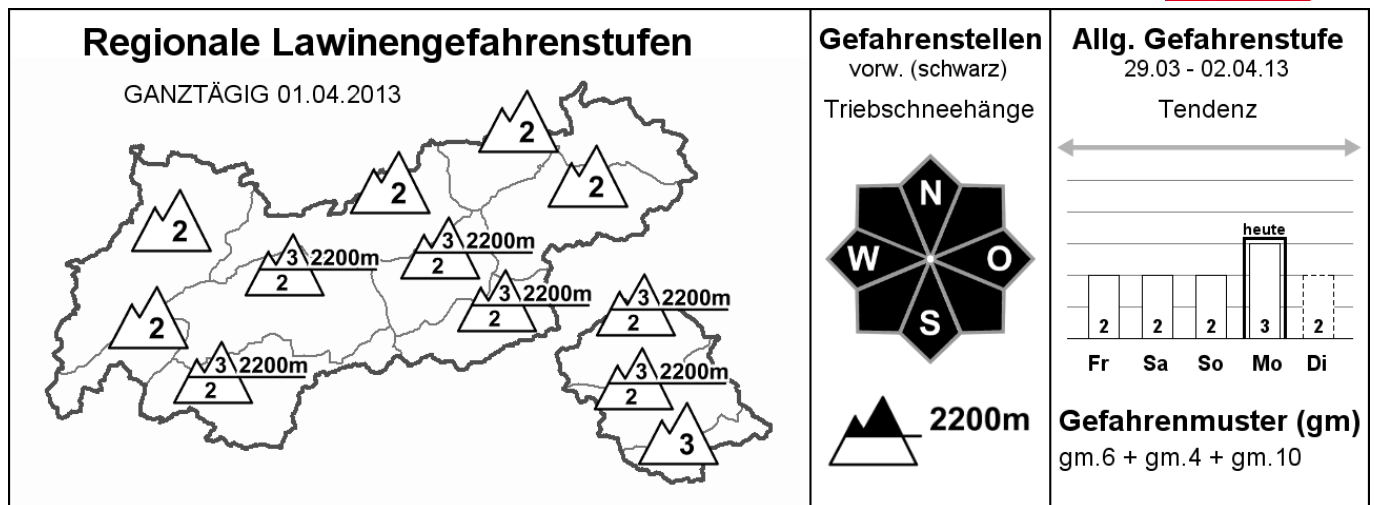 Regionale Lawinengefahrenstufen
GANZTÄGIG 01.04.2013
2
2
2
2
3 2200m
2
3 2200m
2
3 2200m
2
3 2200m
2
2
3 2200m
2
3 2200m
2
3
Gefahrenstellen
vorw. (schwarz)
Triebschneehänge
N
W
O
S
2200m
Allg. Gefahrenstufe
29.03 - 02.04.13
Tendenz
heute
2 2 2 3 2
Fr Sa So Mo Di
Gefahrenmuster (gm)
gm.6 + gm.4 + gm.10